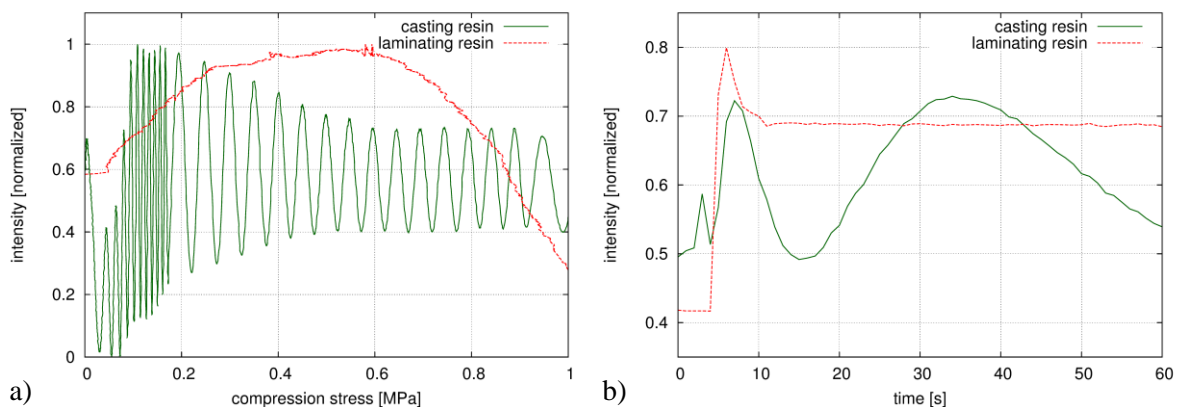 casting resin
laminating resin
1
0.8
0.6
0.4
0.2
0
intensity [normalized]
0 0.2 0.4 0.6 0.8 1
compression stress [MPa]
a)
casting resin
laminating resin
0.8
0.7
0.6
0.5
0.4
intensity [normalized]
0 10 20 30 40 50 60
time [s]
b)